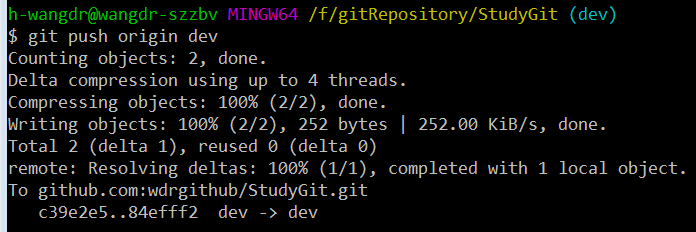 h-wangdr@wangdr-szzbv MINGW64 /f/gitRepository/StudyGit (dev)
$ git push origin dev
Counting objects: 2, done.
Delta compression using up to 4 threads.
Compressing objects: 100% (2/2), done.
Writing objects: 100% (2/2), 252 bytes | 252.00 KiB/s, done.
Total 2 (delta 1), reused 0 (delta 0)
remote: Resolving deltas: 100% (1/1), completed with 1 local object.
To github.com:wdrgithub/StudyGit.git
   c39e2e5..84efff2  dev -> dev